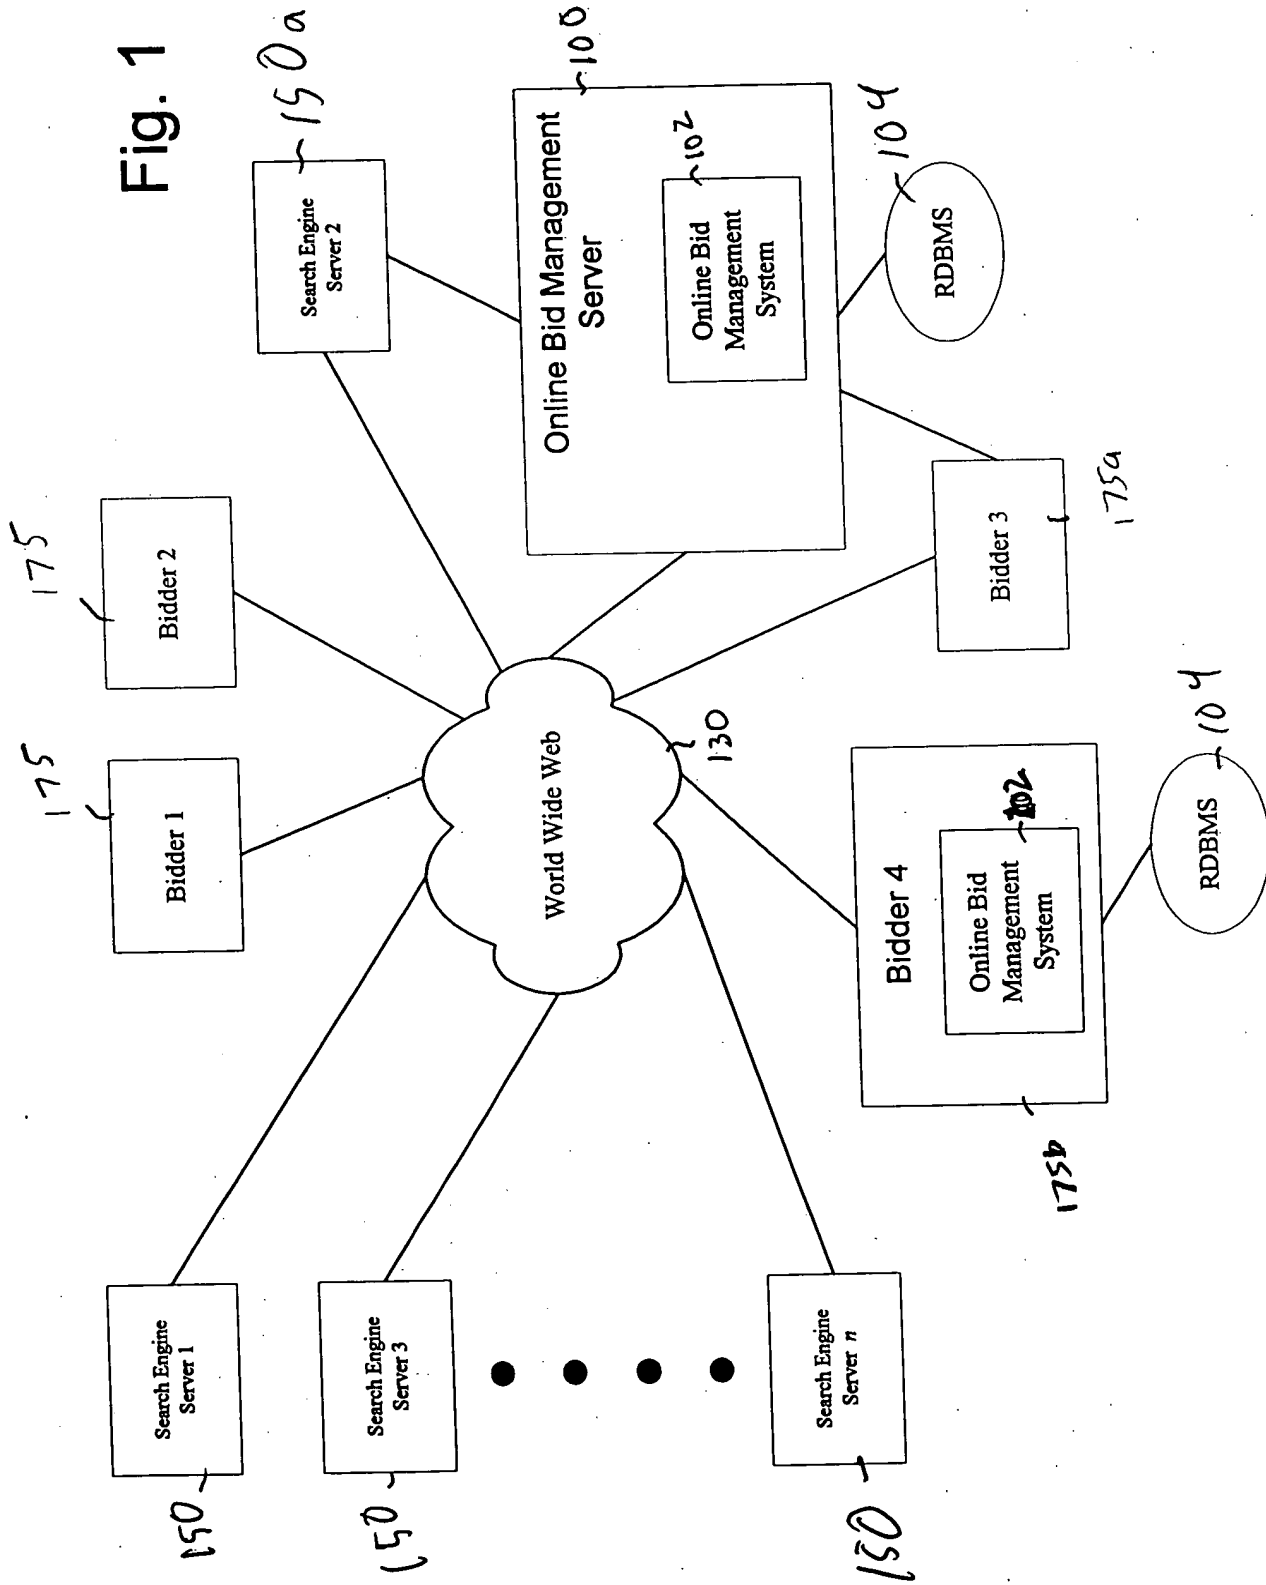 175
175
Fig. 1
Search Engine
Server 1
150
Bidder 1
Bidder 2
150a
Search Engine
Server 2
Search Engine
Server 3
150
World Wide Web
Online Bid Management
Server
100
130
102
Online Bid
Management
System
Search Engine
Server n
150
Bidder 4
102
Online Bid
Management
System
175b
Bidder 3
175a
104
RDBMS
104
RDBMS